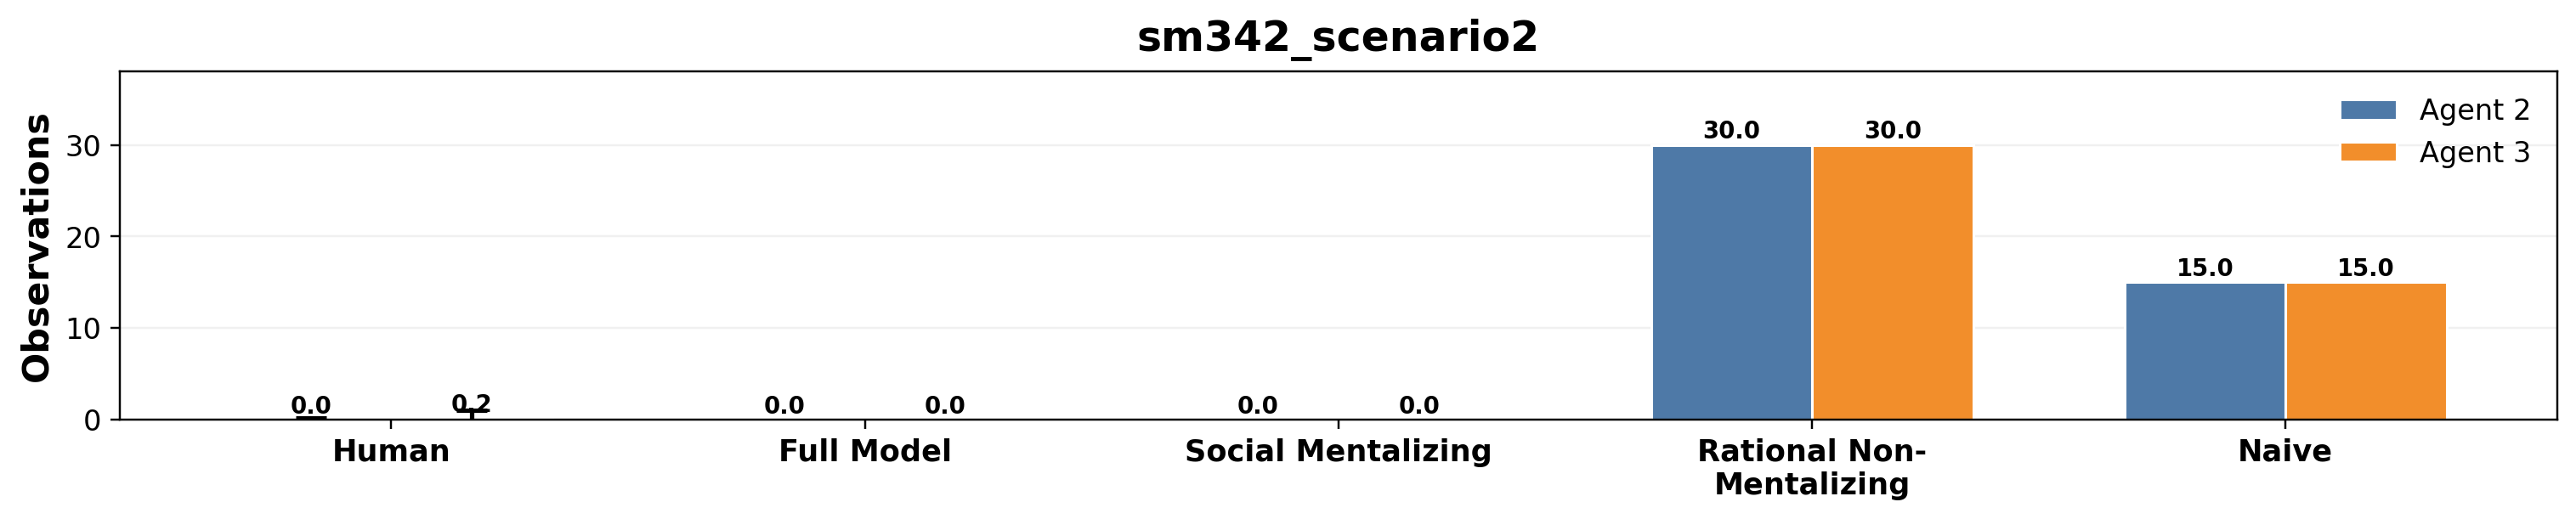 sm342_scenario2
Observations
30
20
10
0
Agent 2
Agent 3
0.0
0.2
0.0
0.0
0.0
0.0
30.0
30.0
15.0
15.0
Human
Full Model
Social Mentalizing
Rational Non-
Mentalizing
Naive